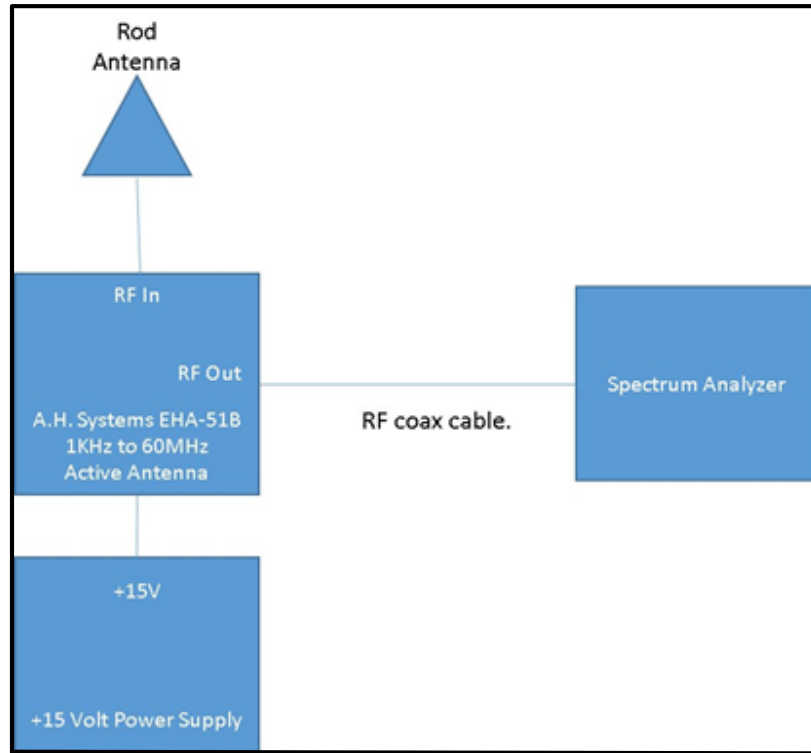 Rod
Antenna
RF In
RF Out
A.H. Systems EHA-51B
1KHz to 60MHz
Active Antenna
RF coax cable.
Spectrum Analyzer
+15V
+15 Volt Power Supply